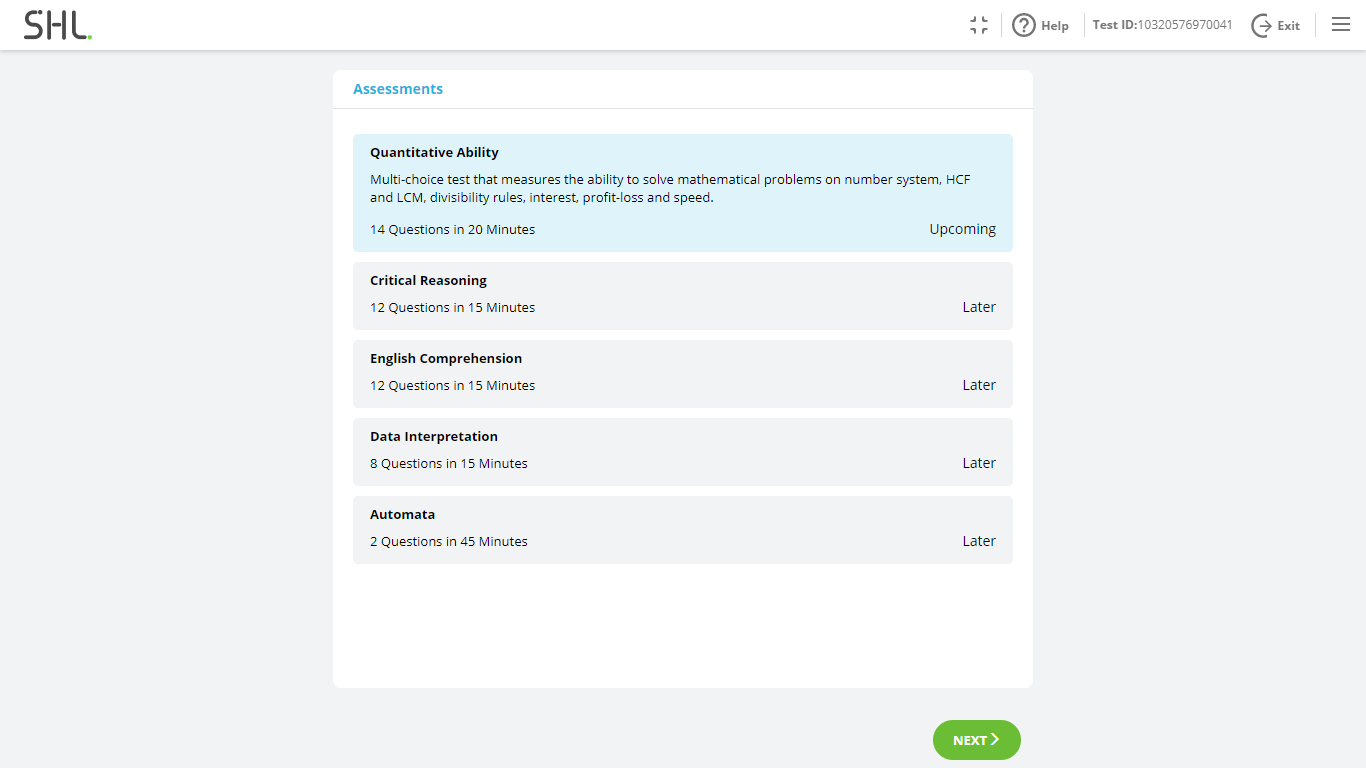 SHL.
Help
Test ID:10320576970041
Exit
Assessments
Quantitative Ability
Multi-choice test that measures the ability to solve mathematical problems on number system, HCF
and LCM, divisibility rules, interest, profit-loss and speed.
14 Questions in 20 Minutes
Upcoming
Critical Reasoning
12 Questions in 15 Minutes
Later
English Comprehension
12 Questions in 15 Minutes
Later
Data Interpretation
8 Questions in 15 Minutes
Later
Automata
2 Questions in 45 Minutes
Later
NEXT